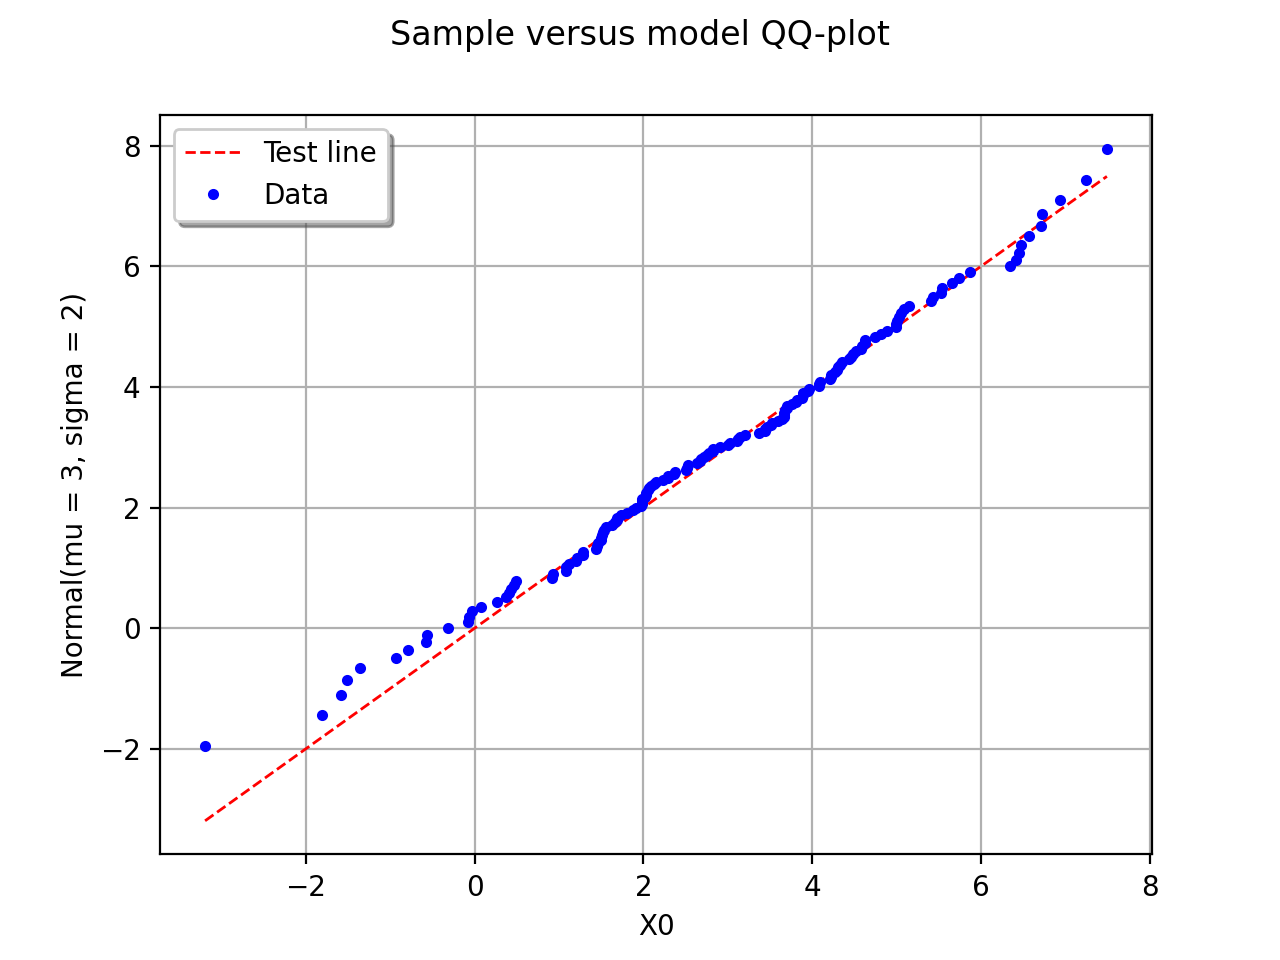 Sample versus model QQ-plot
Test line
Data
8
6
4
2
0
−2
Normal(mu = 3, sigma = 2)
−2
0
2
4
6
8
X0